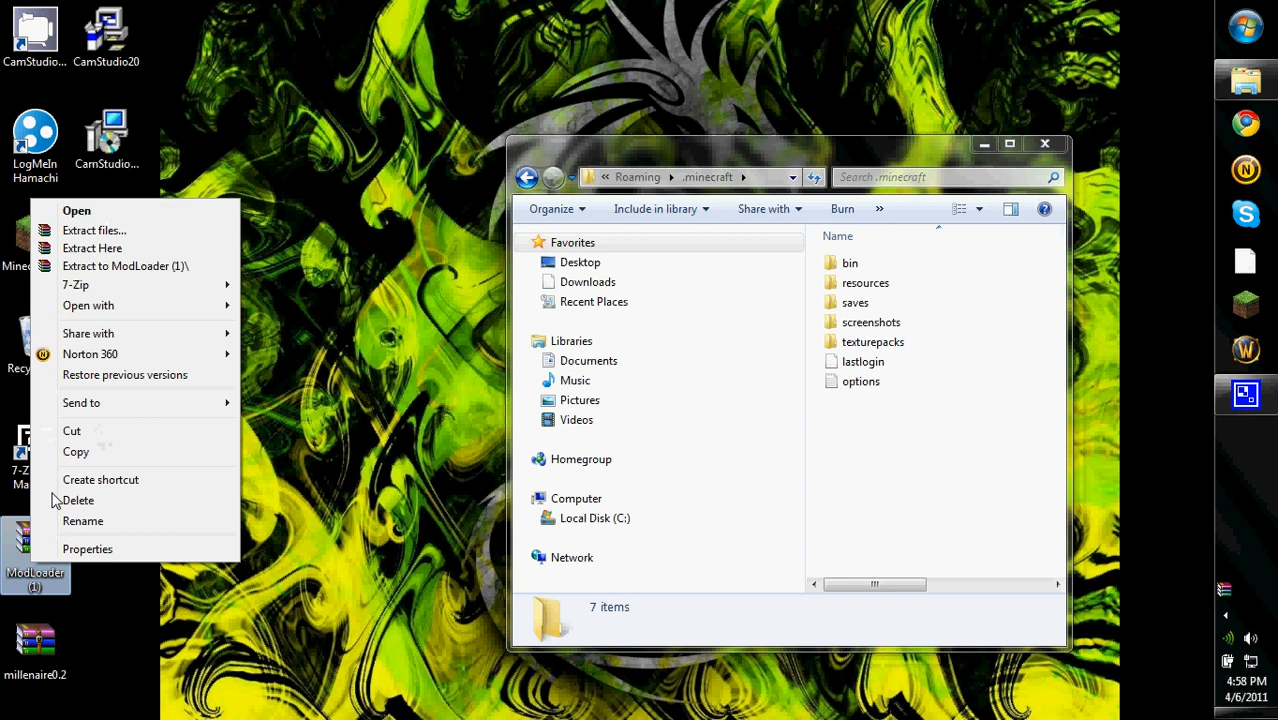 CamStudio...
CamStudio20
LogMeIn
Hamachi
CamStudio...
Open
Extract files...
Extract Here
Extract to ModLoader (1)\
7-Zip
Open with
Share with
Norton 360
Restore previous versions
Send to
Cut
Copy
Create shortcut
Delete
Rename
Properties
ModLoader
(1)
millenaire0.2
« Roaming
.minecraft
Search .minecraft
Organize
Include in library
Share with
Burn
»
Favorites
Desktop
Downloads
Recent Places
Libraries
Documents
Music
Pictures
Videos
Homegroup
Computer
Local Disk (C:)
Network
Name
bin
resources
saves
screenshots
texturepacks
lastlogin
options
7 items
4:58 PM
4/6/2011